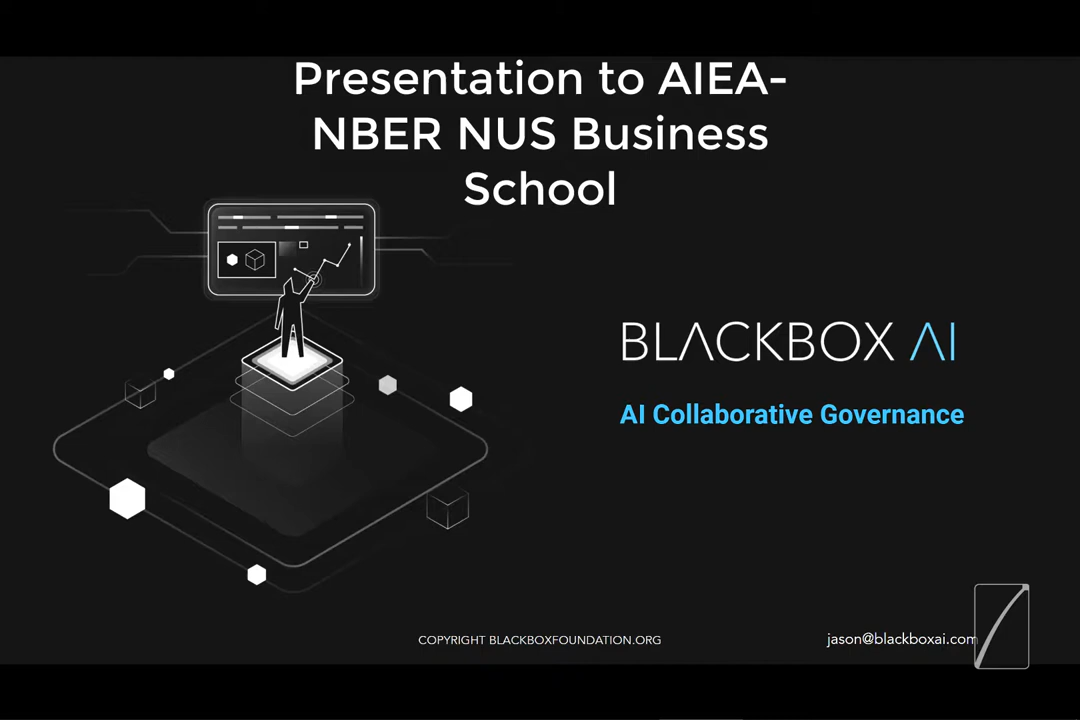 Presentation to AIEA-
NBER NUS Business
School
BLACKBOX AI
AI Collaborative Governance
COPYRIGHT BLACKBOXFOUNDATION.ORG
jason@blackboxai.com